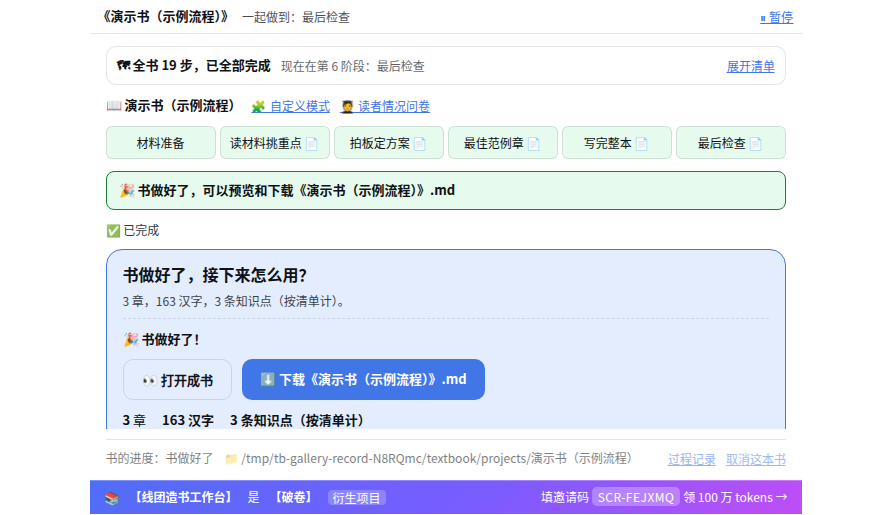 《演示书（示例流程）》 一起做到：最后检查 ⏸ 暂停
🗺 全书 19 步，已全部完成 现在在第 6 阶段：最后检查 展开清单
📖 演示书（示例流程） 🧩 自定义模式 🧑‍🎓 读者情况问卷
材料准备 读材料挑重点 📄 拍板定方案 📄 最佳范例章 📄 写完整本 📄 最后检查 📄
🎉 书做好了，可以预览和下载《演示书（示例流程）》.md
✅ 已完成
书做好了，接下来怎么用？
3 章，163 汉字，3 条知识点（按清单计）。
🎉 书做好了！
👀 打开成书 ⬇️ 下载《演示书（示例流程）》.md
3 章 163 汉字 3 条知识点（按清单计）
书的进度：书做好了 📁 /tmp/tb-gallery-record-N8RQmc/textbook/projects/演示书（示例流程） 过程记录 取消这本书
📚 【线团造书工作台】 是 【破卷】 衍生项目 填邀请码 SCR-FEJXMQ 领 100 万 tokens →